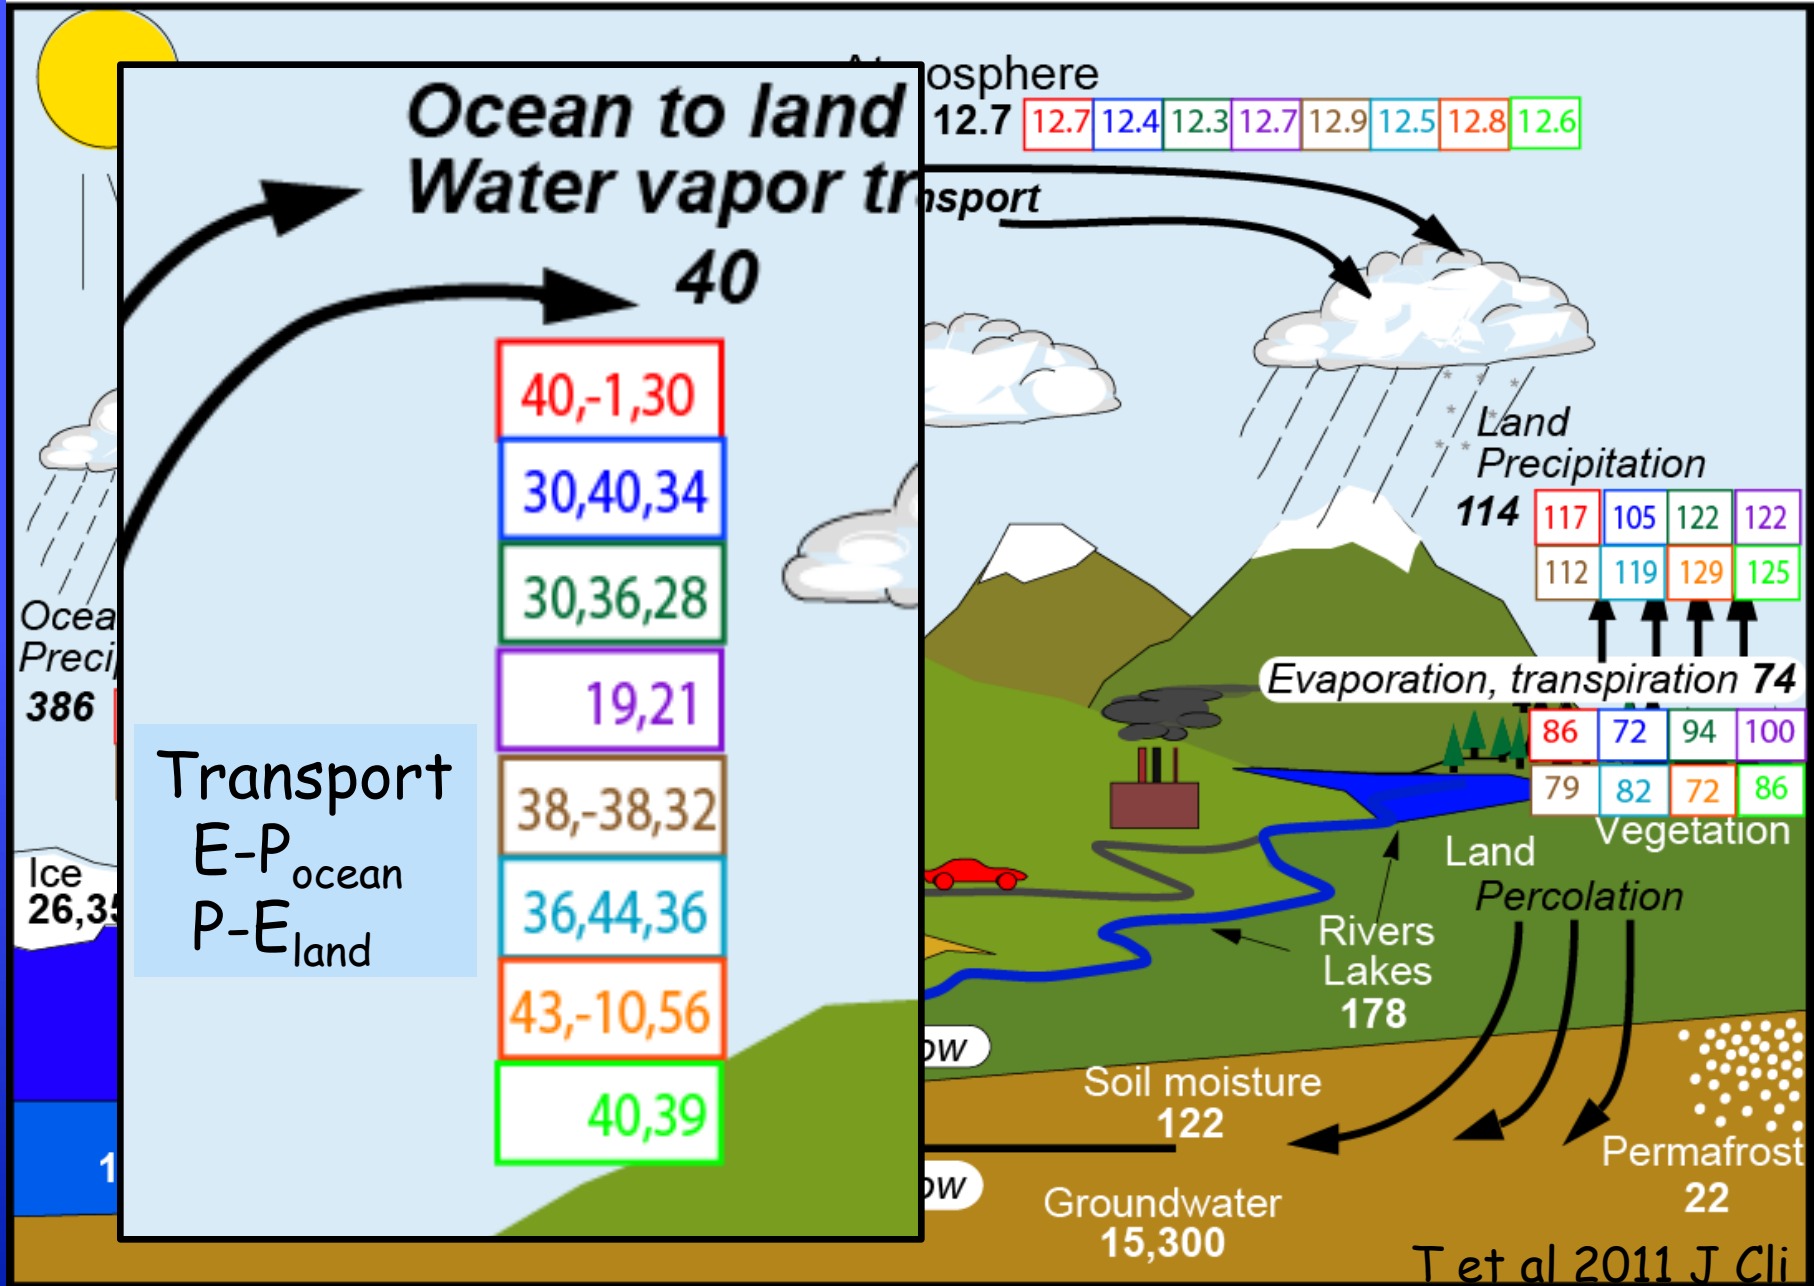 Ocean to land
Water vapor tr
40
40,-1,30
30,40,34
30,36,28
19,21
38,-38,32
36,44,36
43,-10,56
40,39
Transport
E-Pocean
P-Eland
osphere
12.7 12.7 12.4 12.3 12.7 12.9 12.5 12.8 12.6
nsport
Land
Precipitation
114 117 105 122 122
112 119 129 125
Evaporation, transpiration 74
86 72 94 100
79 82 72 86
Vegetation
Land
Percolation
Rivers
Lakes
178
Ocea
Preci
386
Ice
26,35
1
ow
Soil moisture
122
ow
Groundwater
15,300
Permafrost
22
T et al 2011 J Cli